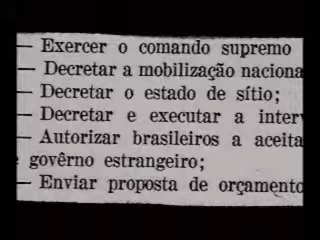 — Exercer o comando supremo
— Decretar a mobilização naciona
— Decretar o estado de sítio;
— Decretar e executar a inter
— Autorizar brasileiros a aceita
govêrno estrangeiro;
— Enviar proposta de orçamento